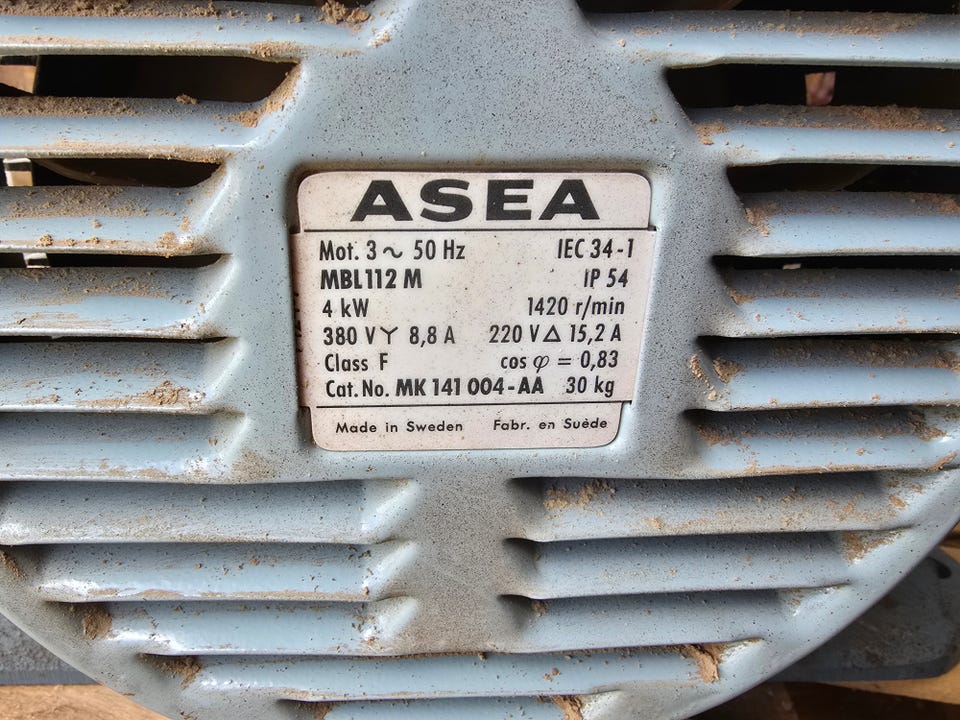 ASEA
Mot. 3 ~ 50 Hz IEC 34-1
MBL112 M IP 54
4 kW 1420 r/min
380 V Y 8,8 A 220 V △ 15,2 A
Class F cos φ = 0,83
Cat. No. MK 141 004-AA 30 kg
Made in Sweden Fabr. en Suède